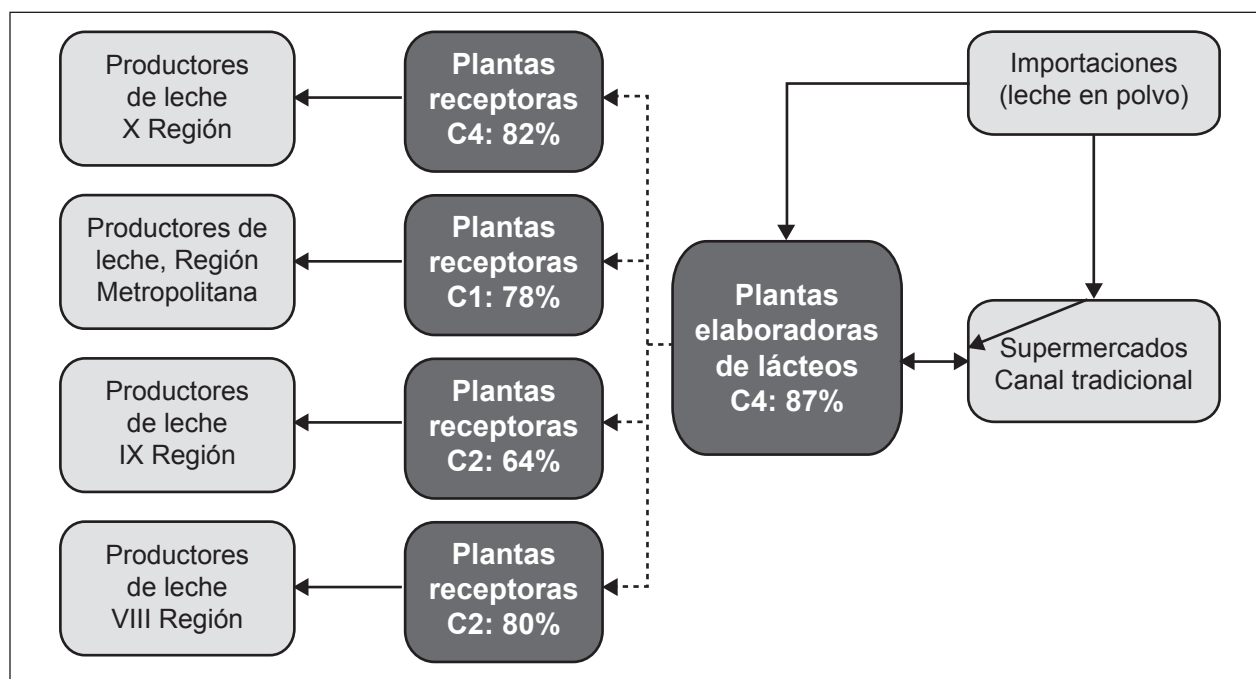 Productores
de leche
X Región
Plantas
receptoras
C4: 82%
Importaciones
(leche en polvo)
Productores de
leche, Región
Metropolitana
Plantas
receptoras
C1: 78%
Plantas
elaboradoras
de lácteos
C4: 87%
Supermercados
Canal tradicional
Productores
de leche
IX Región
Plantas
receptoras
C2: 64%
Productores
de leche
VIII Región
Plantas
receptoras
C2: 80%